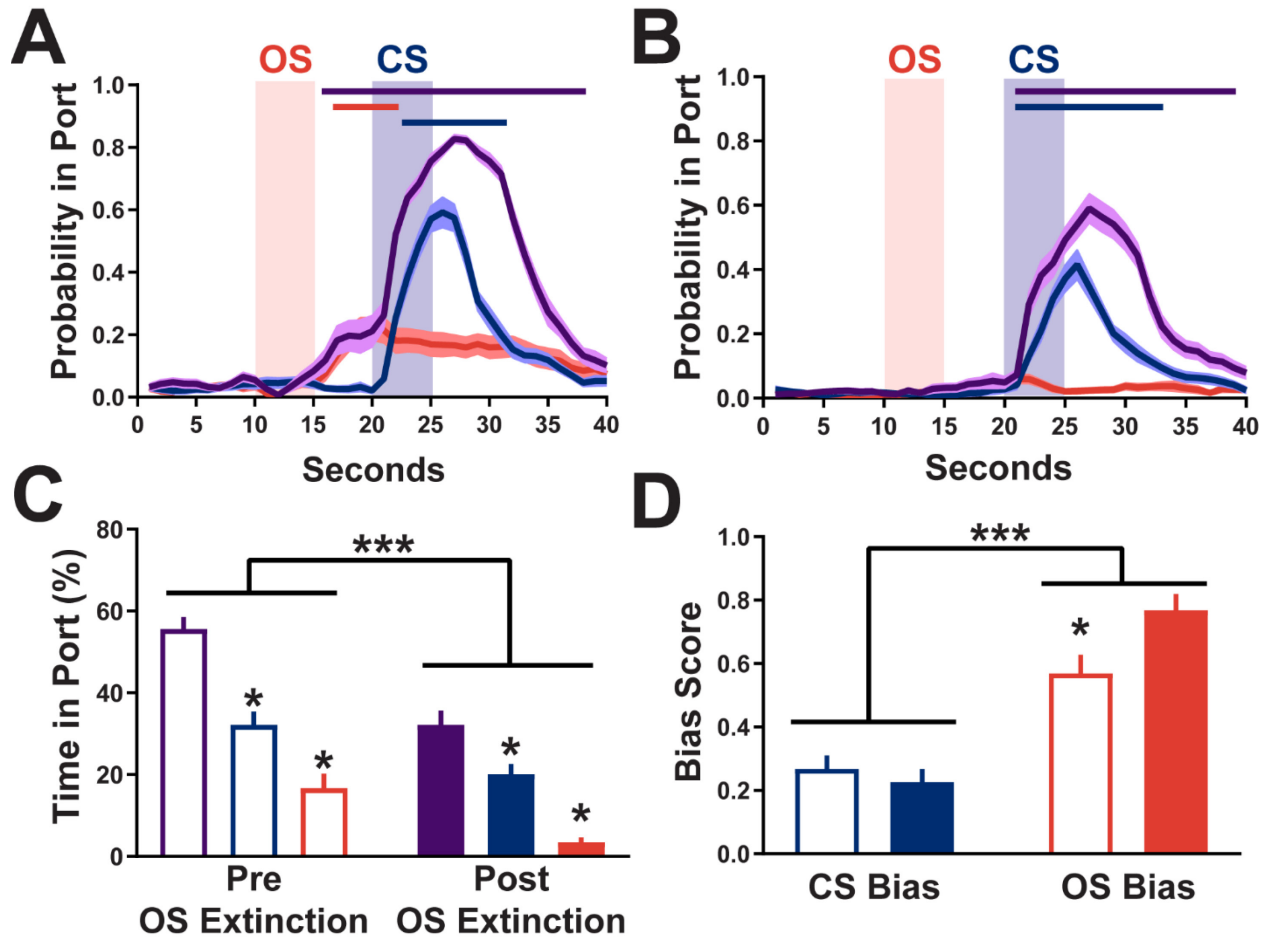 A
OS
CS
1.0
0.8
0.6
0.4
0.2
0.0
Probability in Port
0 5 10 15 20 25 30 35 40
Seconds
B
OS
CS
1.0
0.8
0.6
0.4
0.2
0.0
Probability in Port
0 5 10 15 20 25 30 35 40
Seconds
C
80
60
40
20
0
Time in Port (%)
***
*
*
*
*
Pre
OS Extinction
Post
OS Extinction
D
1.0
0.8
0.6
0.4
0.2
0.0
Bias Score
***
*
CS Bias
OS Bias